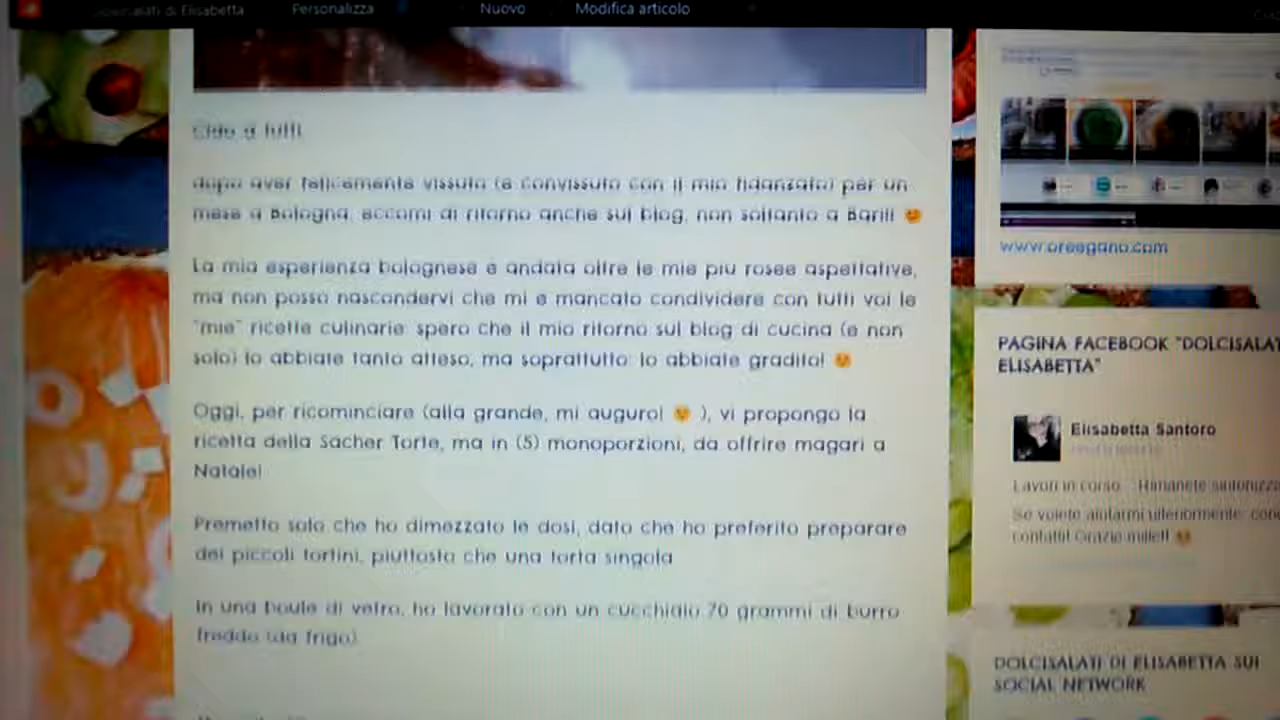 Dolcisalati di Elisabetta Personalizza Nuovo Modifica articolo
Ciao a tutti
dopo aver felicemente vissuto (e convissuto con il mio fidanzato) per un
mese a Bologna, eccomi di ritorno anche sul blog, non soltanto a Bari! 🙂
La mia esperienza bolognese è andata oltre le mie più rosee aspettative,
ma non posso nascondervi che mi è mancato condividere con tutti voi le
"mie" ricette culinarie: spero che il mio ritorno sul blog di cucina (e non
solo) lo abbiate tanto atteso, ma soprattutto: lo abbiate gradito! 🙂
Oggi, per ricominciare (alla grande, mi auguro! 😉 ), vi propongo la
ricetta della Sacher Torte, ma in (5) monoporzioni, da offrire magari a
Natale!
Premetto solo che ho dimezzato le dosi, dato che ho preferito preparare
dei piccoli tortini, piuttosto che una torta singola
In una boule di vetro, ho lavorato con un cucchiaio 70 grammi di burro
freddo (da frigo).
www.oreegano.com
PAGINA FACEBOOK "DOLCISALAT
ELISABETTA"
Elisabetta Santoro
Lavori in corso... Rimanete sintonizza
Se volete aiutarmi ulteriormente: con
contatti! Grazie mille!! 🙂
DOLCISALATI DI ELISABETTA SUI
SOCIAL NETWORK